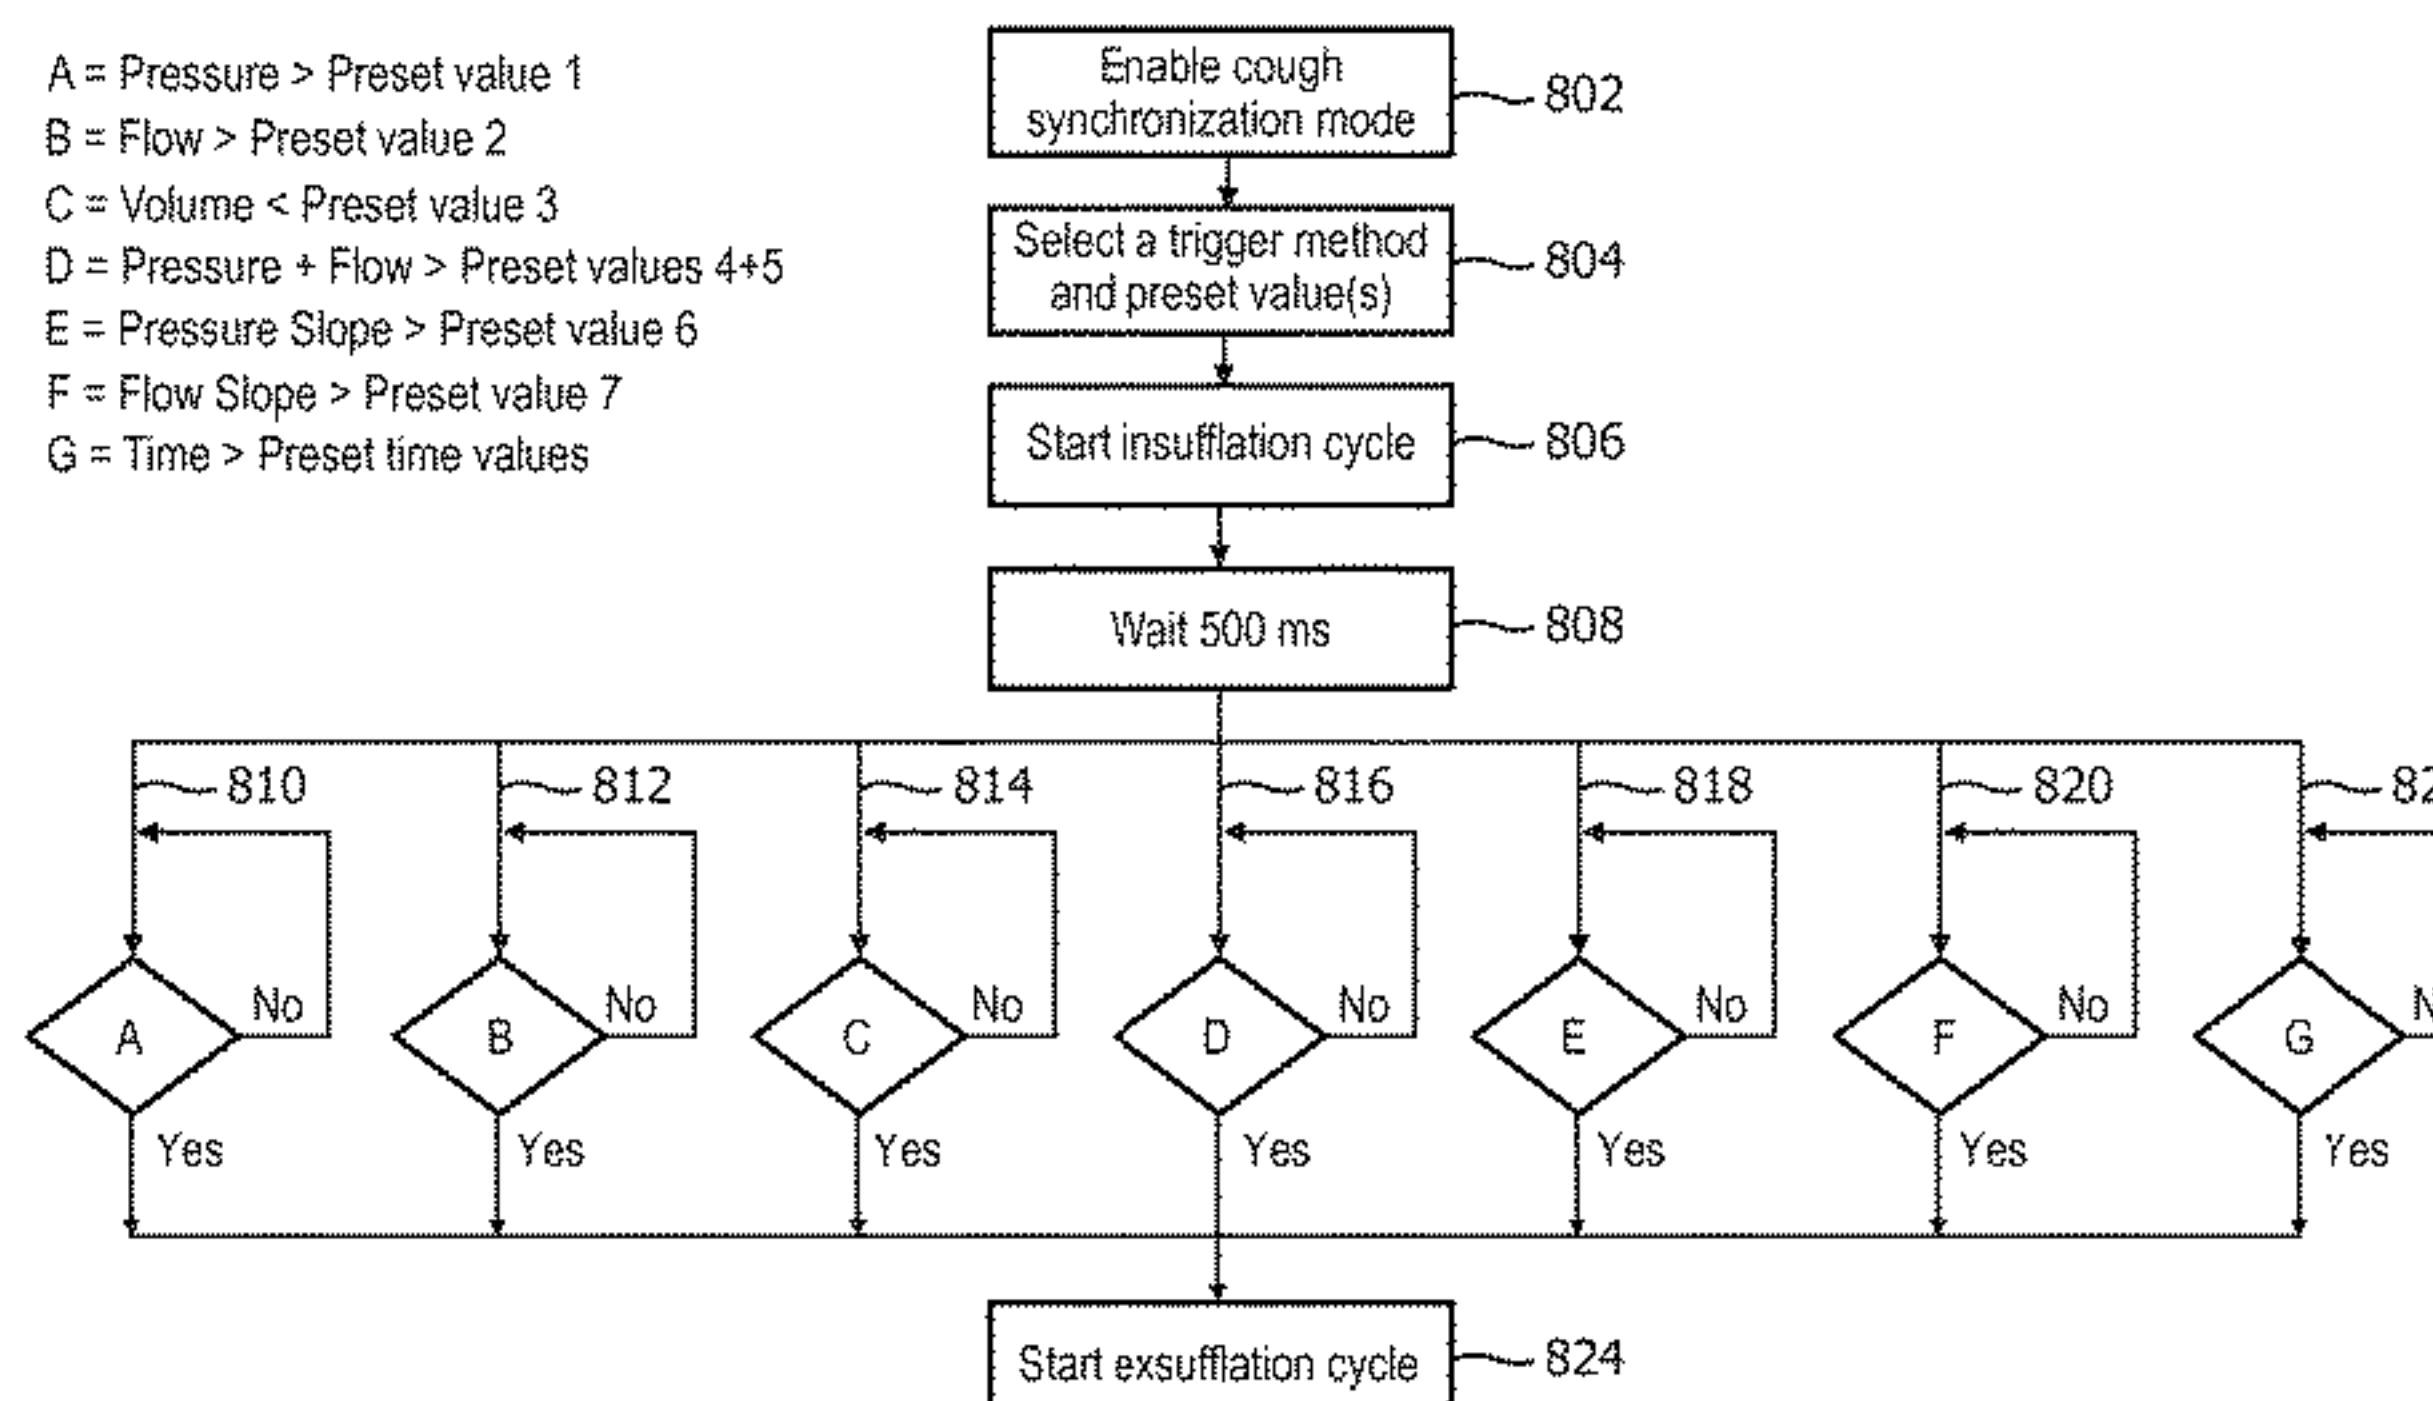 A = Pressure > Preset value 1
B = Flow > Preset value 2
C = Volume < Preset value 3
D = Pressure + Flow > Preset values 4+5
E = Pressure Slope > Preset value 6
F = Flow Slope > Preset value 7
G = Time > Preset time values
Enable cough
synchronization mode
802
Select a trigger method
and preset value(s)
804
Start insufflation cycle
806
Wait 500 ms
808
810 812 814 816 818 820
No No No No No No
A B C D E F G
Yes Yes Yes Yes Yes Yes Yes
Start exsufflation cycle
824